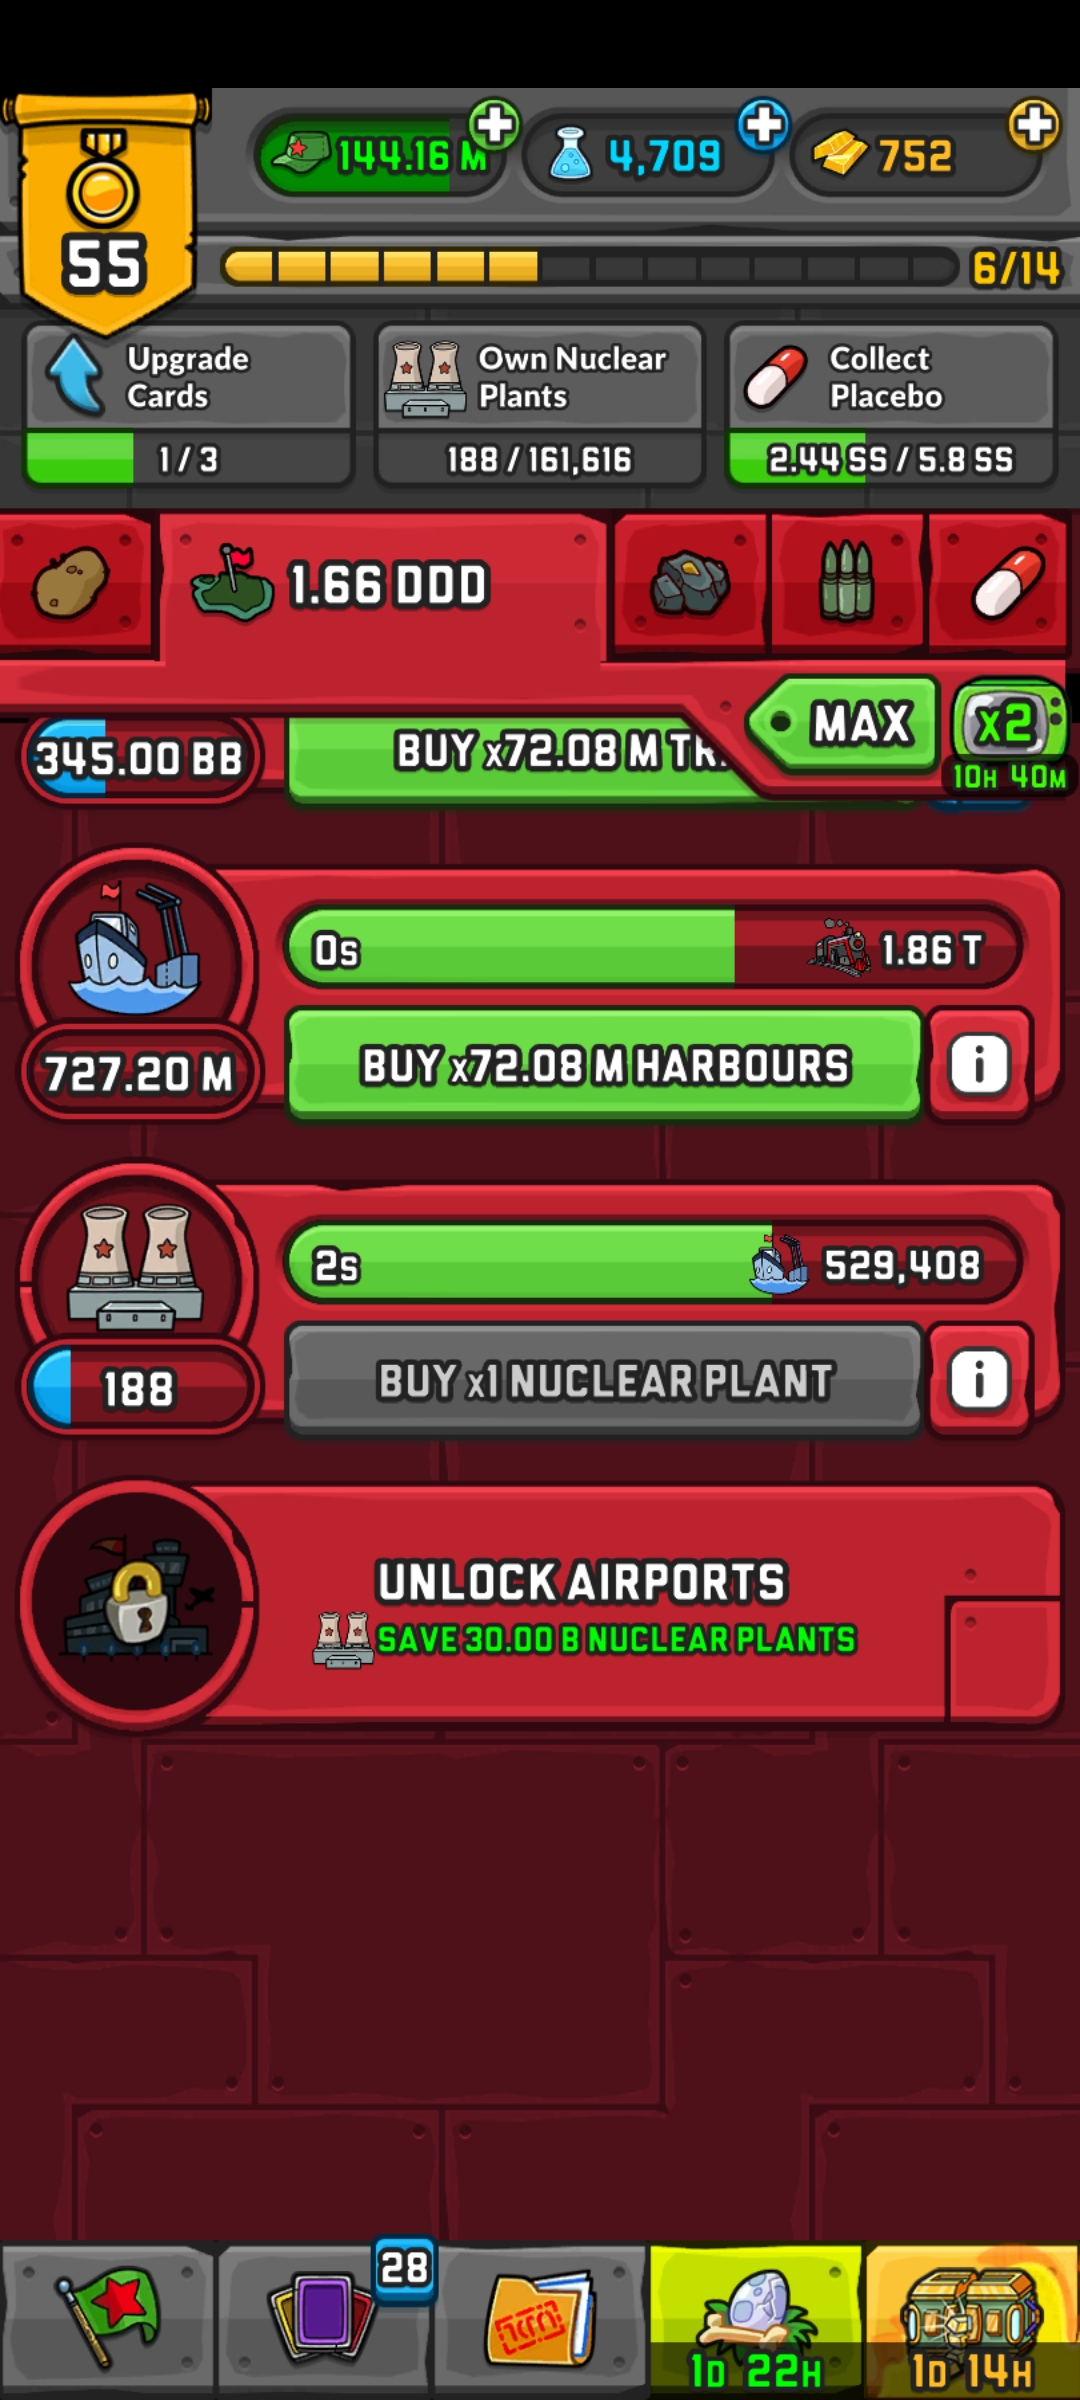 144.16 M
4,709
752
55
6/14
Upgrade
Cards
1 / 3
Own Nuclear
Plants
188 / 161,616
Collect
Placebo
2.44 SS / 5.8 SS
1.66 DDD
MAX
x2
10H 40M
345.00 BB
BUY x72.08 M
0s
1.86 T
727.20 M
BUY x72.08 M HARBOURS
i
2s
529,408
188
BUY x1 NUCLEAR PLANT
i
UNLOCK AIRPORTS
SAVE 30.00 B NUCLEAR PLANTS
28
1D 22H
1D 14H